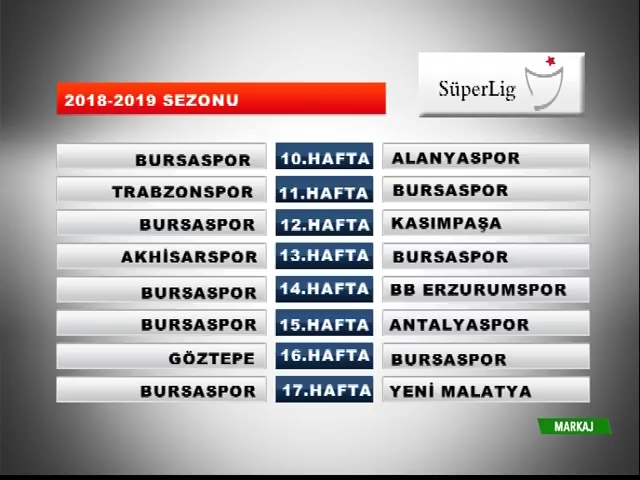 SüperLig
2018-2019 SEZONU
BURSASPOR 10.HAFTA ALANYASPOR
TRABZONSPOR 11.HAFTA BURSASPOR
BURSASPOR 12.HAFTA KASIMPAŞA
AKHİSARSPOR 13.HAFTA BURSASPOR
BURSASPOR 14.HAFTA BB ERZURUMSPOR
BURSASPOR 15.HAFTA ANTALYASPOR
GÖZTEPE 16.HAFTA BURSASPOR
BURSASPOR 17.HAFTA YENİ MALATYA
MARKAJ